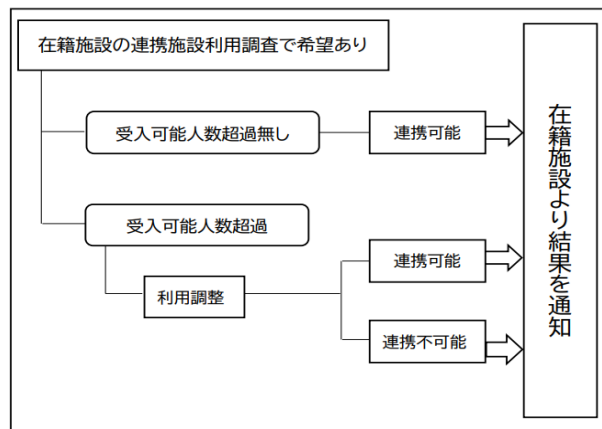 在籍施設の連携施設利用調査で希望あり
受入可能人数超過無し
連携可能
受入可能人数超過
利用調整
連携可能
連携不可能
在籍施設より結果を通知